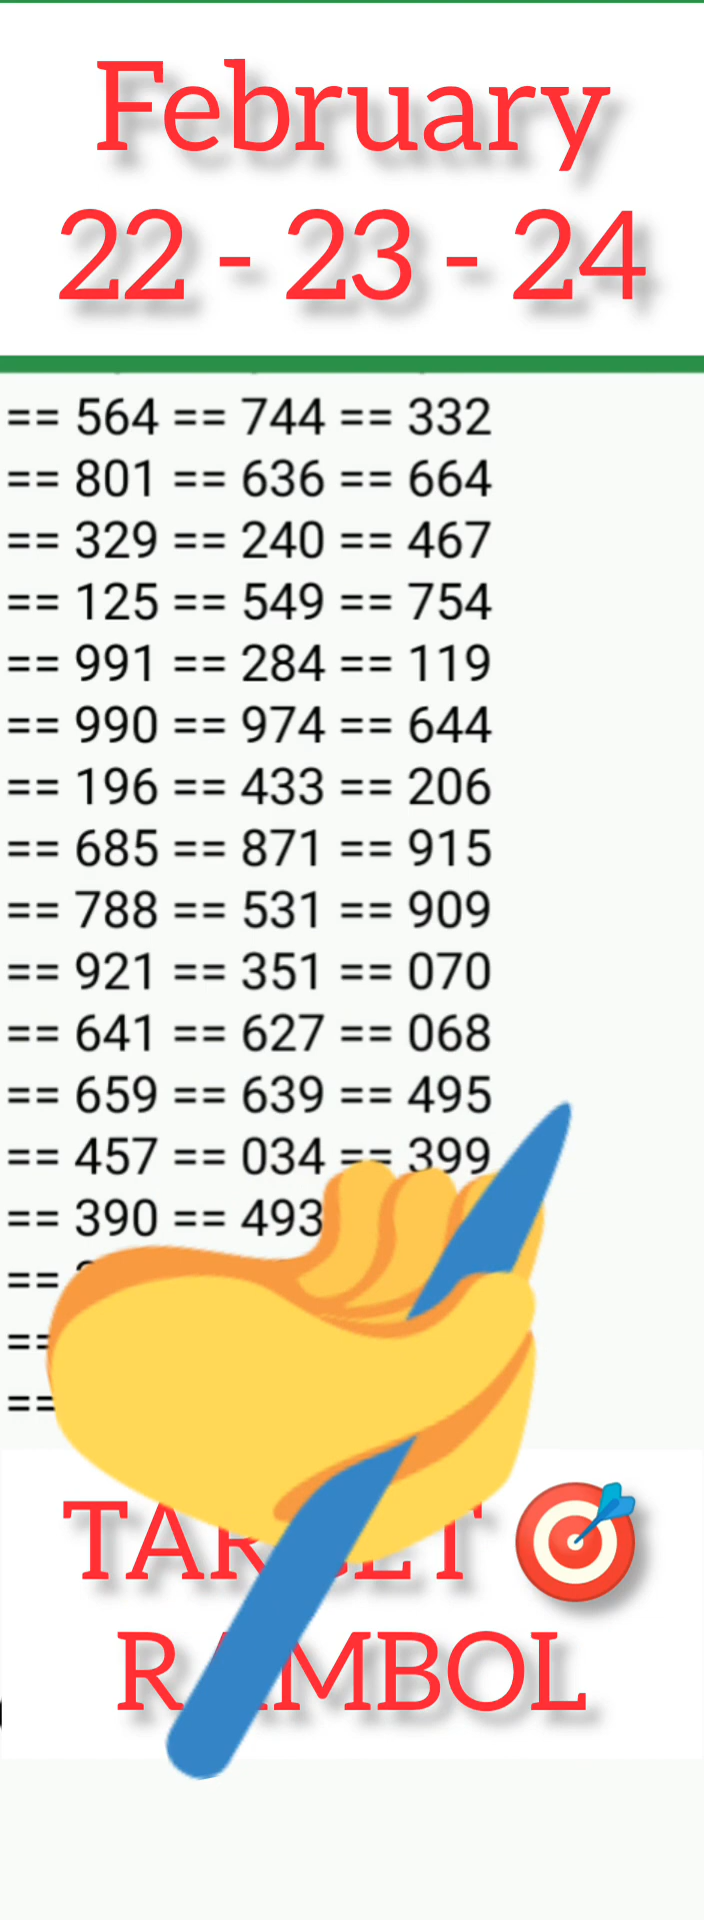 February
22 - 23 - 24
== 564 == 744 == 332
== 801 == 636 == 664
== 329 == 240 == 467
== 125 == 549 == 754
== 991 == 284 == 119
== 990 == 974 == 644
== 196 == 433 == 206
== 685 == 871 == 915
== 788 == 531 == 909
== 921 == 351 == 070
== 641 == 627 == 068
== 659 == 639 == 495
== 457 == 034 == 399
== 390 == 493
==
==
==
TARGET
RAMBOL